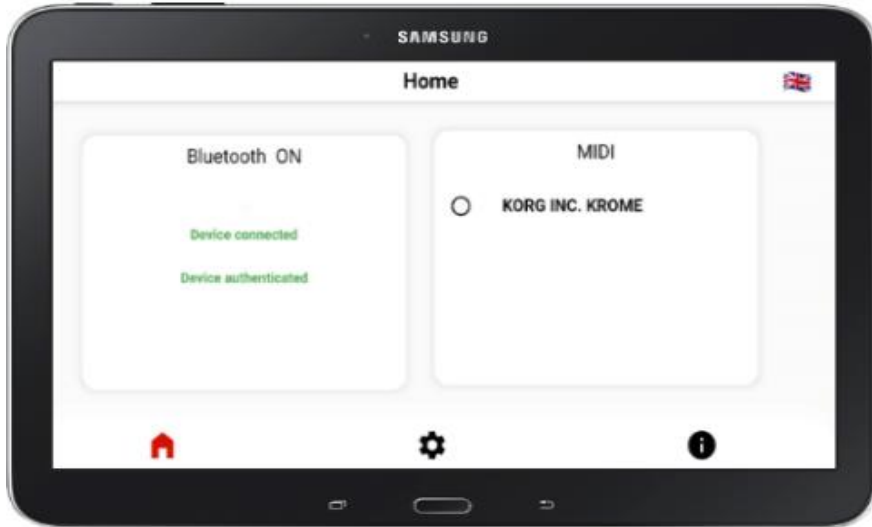 SAMSUNG
Home
Bluetooth ON
Device connected
Device authenticated
MIDI
KORG INC. KROME